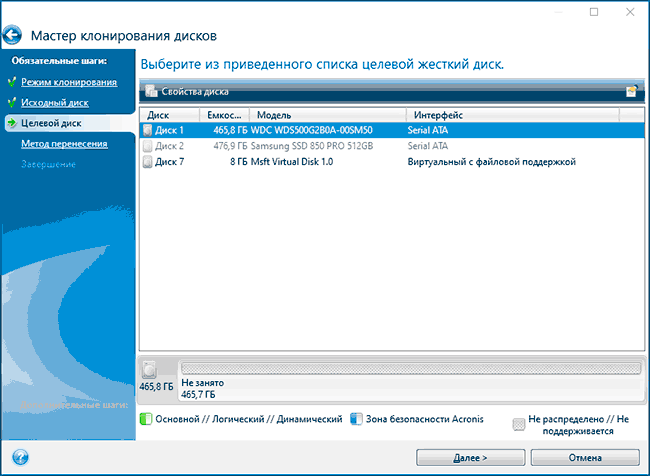 Мастер клонирования дисков
Обязательные шаги:
Режим клонирования
Исходный диск
Целевой диск
Метод перенесения
Завершение
Выберите из приведенного списка целевой жесткий диск.
Свойства диска
Диск Емкос... Модель Интерфейс
Диск 1 465,8 ГБ WDC WDS500G2B0A-00SM50 Serial ATA
Диск 2 476,9 ГБ Samsung SSD 850 PRO 512GB Serial ATA
Диск 7 8 ГБ Msft Virtual Disk 1.0 Виртуальный с файловой поддержкой
465,8 ГБ
Не занято
465,7 ГБ
шаги:
Основной // Логический // Динамический
Зона безопасности Acronis
Не распределено // Не
поддерживается
Далее >
Отмена